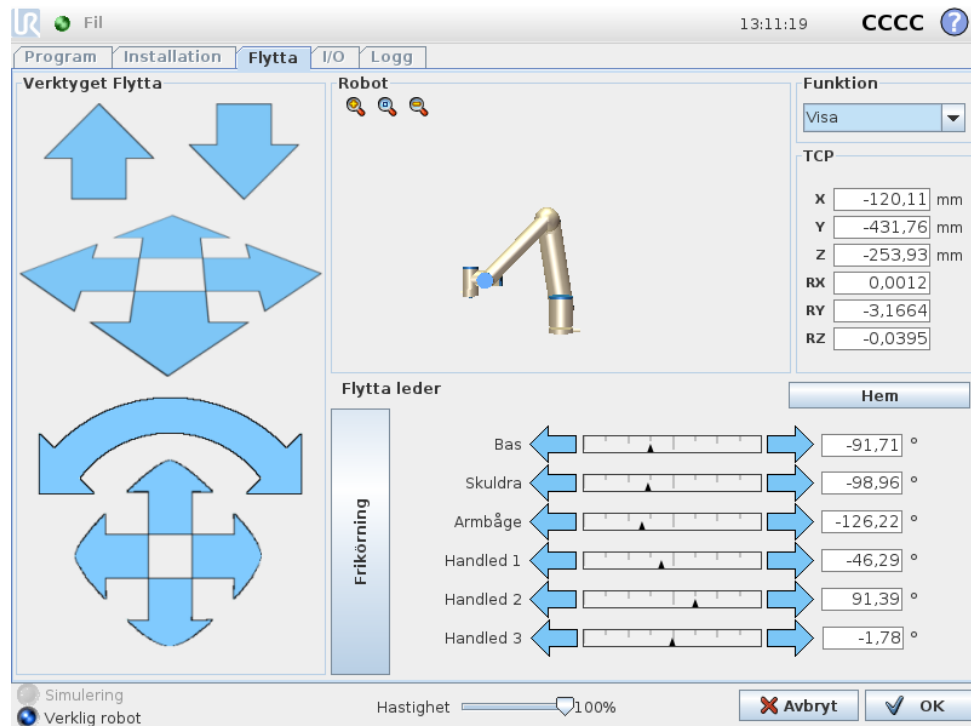 UR Fil 13:11:19 CCCC ?
Program Installation Flytta I/O Logg
Verktyget Flytta
Robot
Funktion
Visa
TCP
X -120,11 mm
Y -431,76 mm
Z -253,93 mm
RX 0,0012
RY -3,1664
RZ -0,0395
Flytta leder
Hem
Frikörning
Bas -91,71 °
Skuldra -98,96 °
Armbåge -126,22 °
Handled 1 -46,29 °
Handled 2 91,39 °
Handled 3 -1,78 °
Simulering
Verklig robot
Hastighet 100%
Avbryt
OK